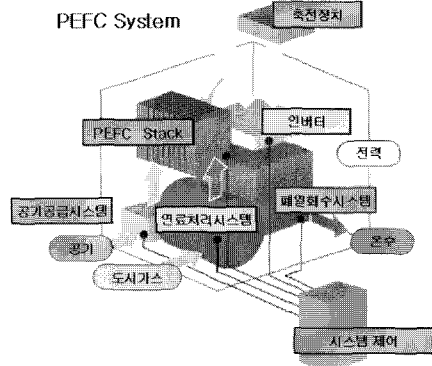 PEFC System
축전장치
인버터
PEFC Stack
전력
공기공급시스템
연료처리시스템
폐열회수시스템
공기
온수
도시가스
시스템 제어